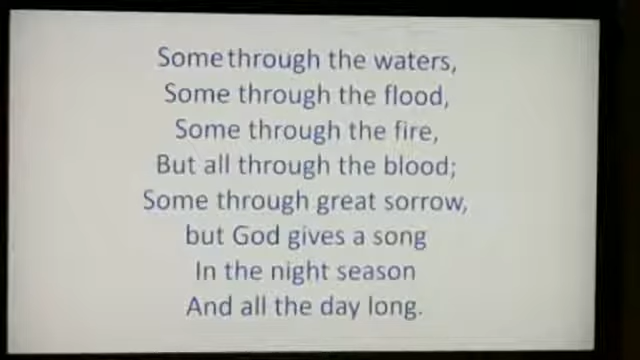 Some through the waters,
Some through the flood,
Some through the fire,
But all through the blood;
Some through great sorrow,
but God gives a song
In the night season
And all the day long.